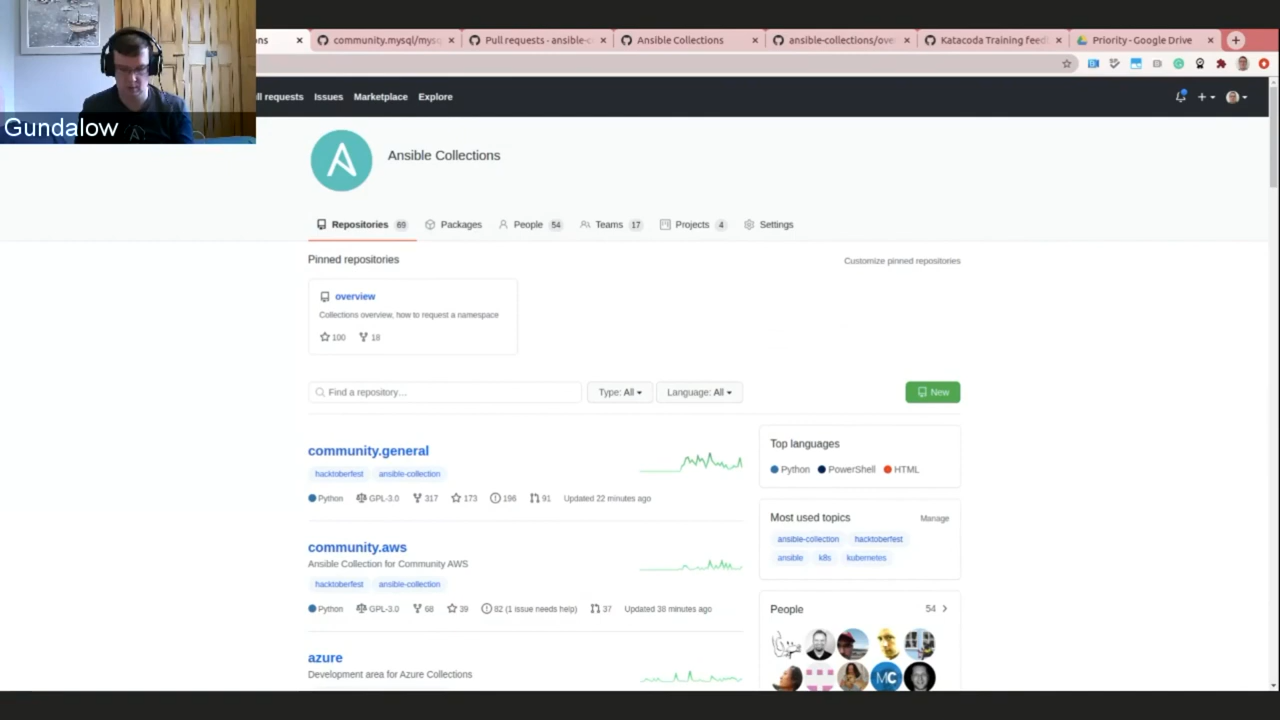 ons
community.mysql/mys
Pull requests · ansible-c
Ansible Collections
ansible-collections/ove
Katacoda Training feed
Priority - Google Drive
ll requests
Issues
Marketplace
Explore
Gundalow
Ansible Collections
Repositories 69
Packages
People 54
Teams 17
Projects 4
Settings
Pinned repositories
Customize pinned repositories
overview
Collections overview, how to request a namespace
100 18
Find a repository…
Type: All
Language: All
New
community.general
hacktoberfest ansible-collection
Python GPL-3.0 317 173 196 91 Updated 22 minutes ago
community.aws
Ansible Collection for Community AWS
hacktoberfest ansible-collection
Python GPL-3.0 68 39 82 (1 issue needs help) 37 Updated 38 minutes ago
azure
Development area for Azure Collections
Top languages
Python PowerShell HTML
Most used topics Manage
ansible-collection hacktoberfest
ansible k8s kubernetes
People 54
MC